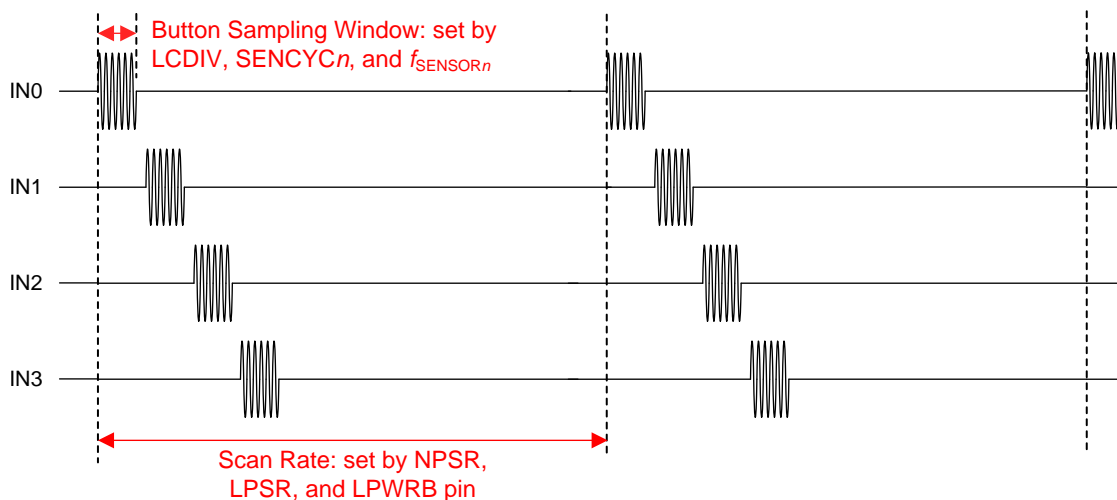 Button Sampling Window: set by
LCDIV, SENCYCn, and fSENSORn
IN0
IN1
IN2
IN3
Scan Rate: set by NPSR,
LPSR, and LPWRB pin